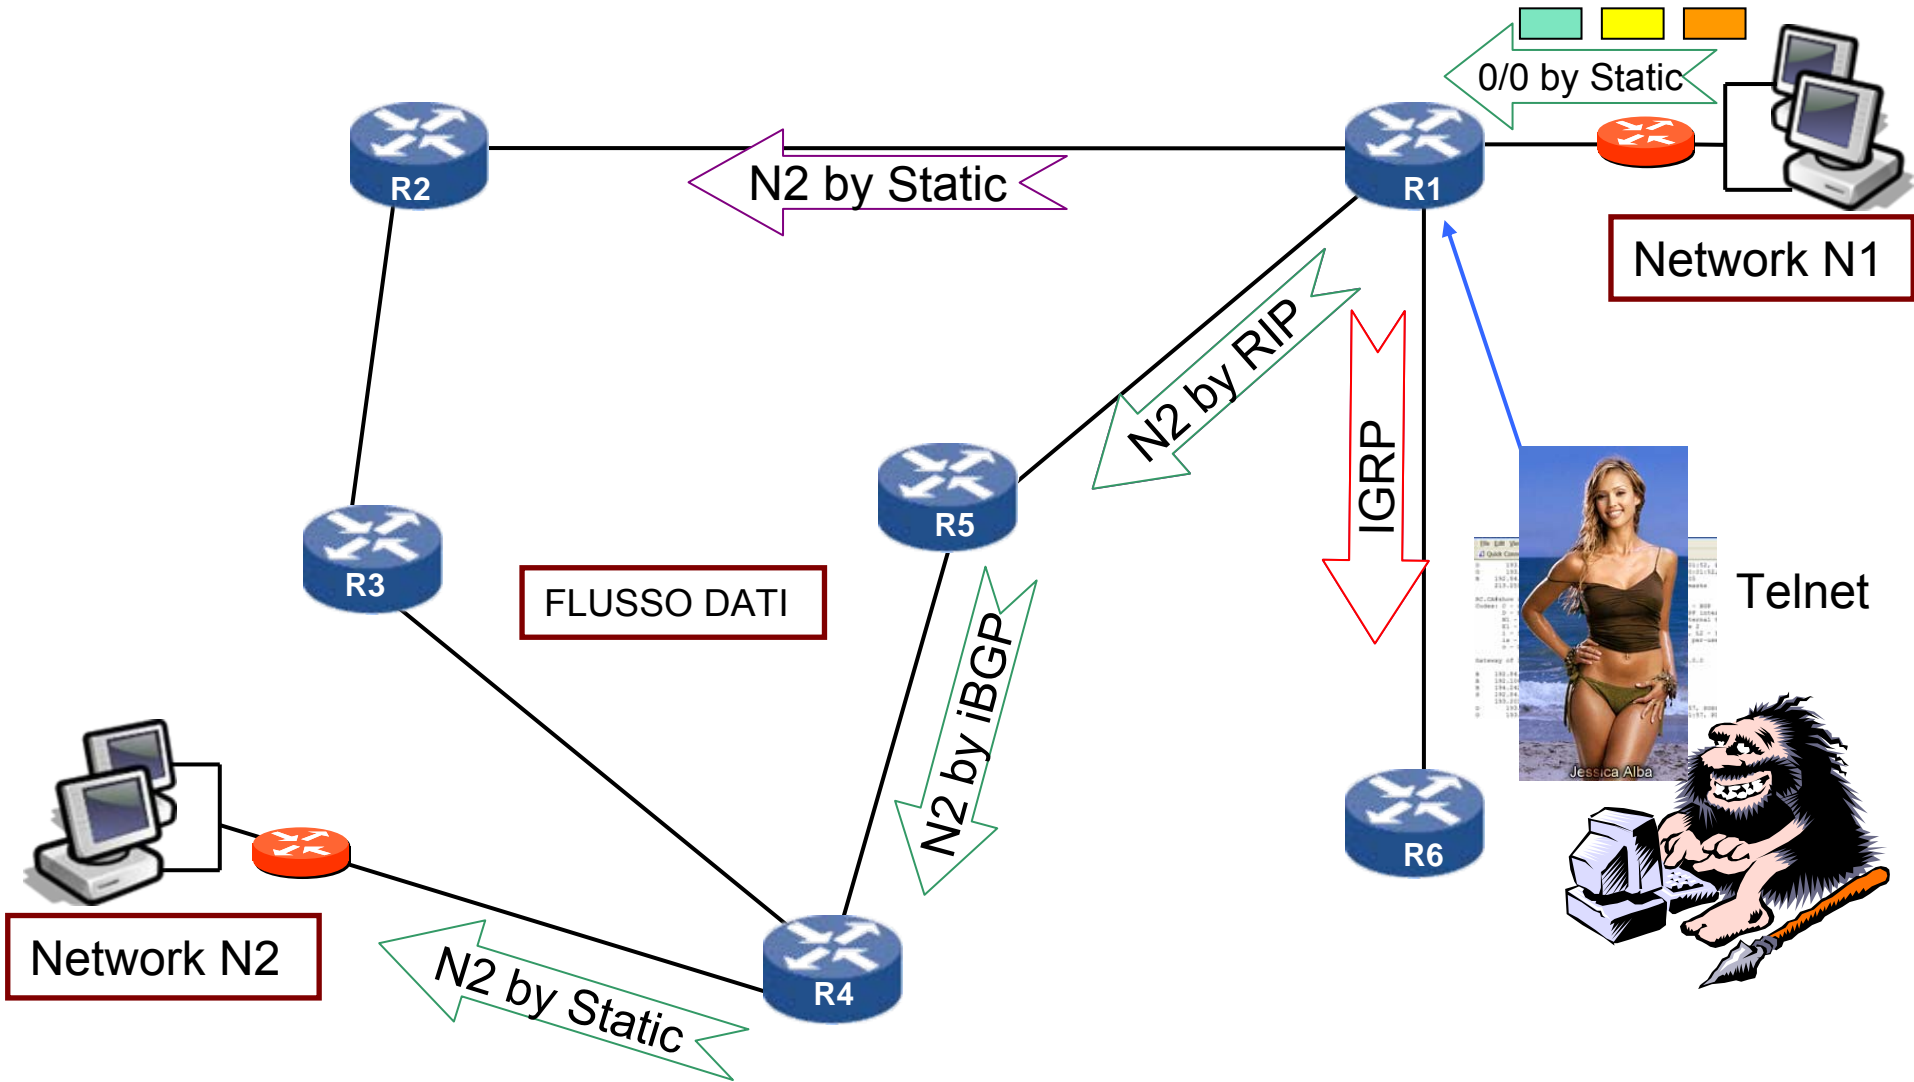 0/0 by Static
R2
N2 by Static
R1
Network N1
N2 by RIP
IGRP
R5
R3
FLUSSO DATI
Telnet
N2 by iBGP
Jessica Alba
R6
Network N2
N2 by Static
R4